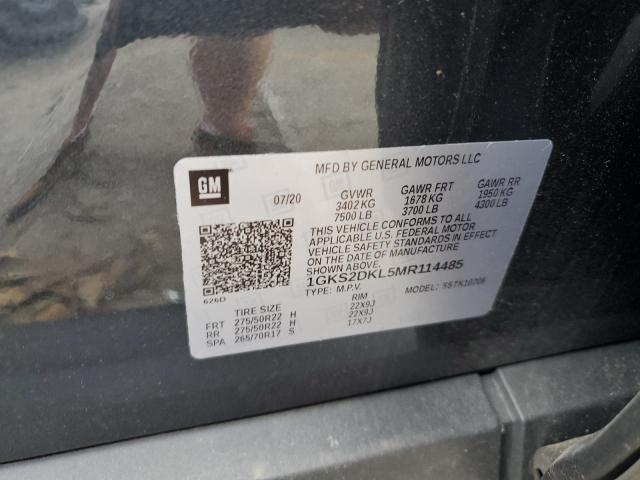 MFD BY GENERAL MOTORS LLC
GM
07/20 GVWR GAWR FRT GAWR RR
3402 KG 1678 KG 1950 KG
7500 LB 3700 LB 4300 LB
THIS VEHICLE CONFORMS TO ALL
APPLICABLE U.S. FEDERAL MOTOR
VEHICLE SAFETY STANDARDS IN EFFECT
ON THE DATE OF MANUFACTURE
SHOWN ABOVE.
1GKS2DKL5MR114485
626D
TYPE: M.P.V. MODEL: SSTK10706
TIRE SIZE RIM
FRT 275/50R22 H 22X9J
RR 275/50R22 H 22X9J
SPA 265/70R17 S 17X7J